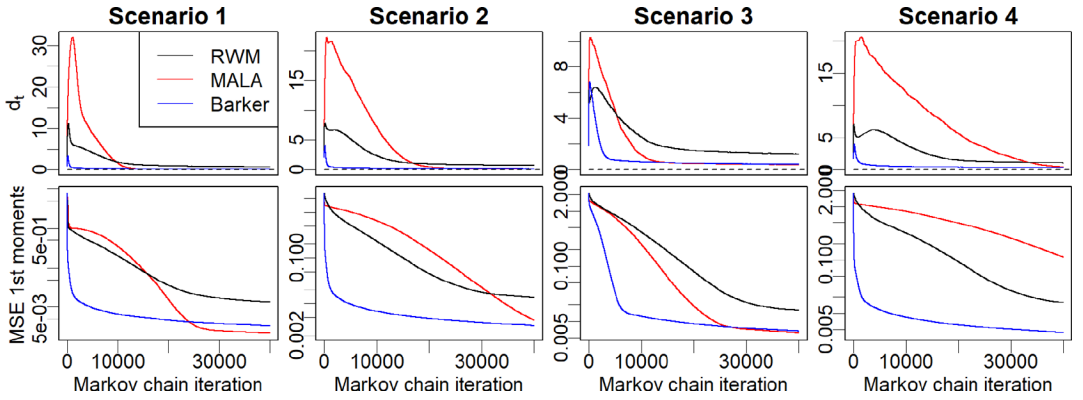 Scenario 1
Scenario 2
Scenario 3
Scenario 4
d_t
30
20
10
0
RWM
MALA
Barker
15
5
0
8
4
0
15
5
0
MSE 1st moments
5e-01
5e-03
0.100
0.002
2.000
0.100
0.005
2.000
0.100
0.005
0
10000
30000
0
10000
30000
0
10000
30000
0
10000
30000
Markov chain iteration
Markov chain iteration
Markov chain iteration
Markov chain iteration